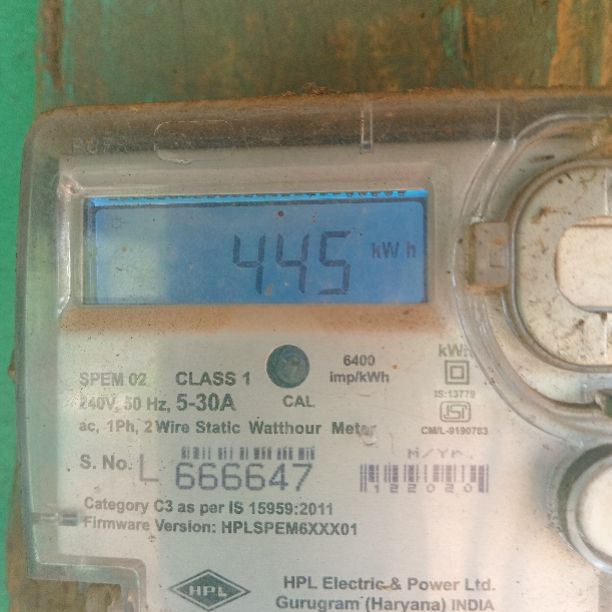 445 kWh
SPEM 02 CLASS 1 6400 imp/kWh kWh
240V, 50 Hz, 5-30A CAL IS:13779
ac, 1Ph, 2 Wire Static Watthour Meter CM/L-9190783
M/Yr.
S. No. L 666647 122020
Category C3 as per IS 15959:2011
Firmware Version: HPLSPEM6XXX01
HPL HPL Electric & Power Ltd.
Gurugram (Haryana) INDIA